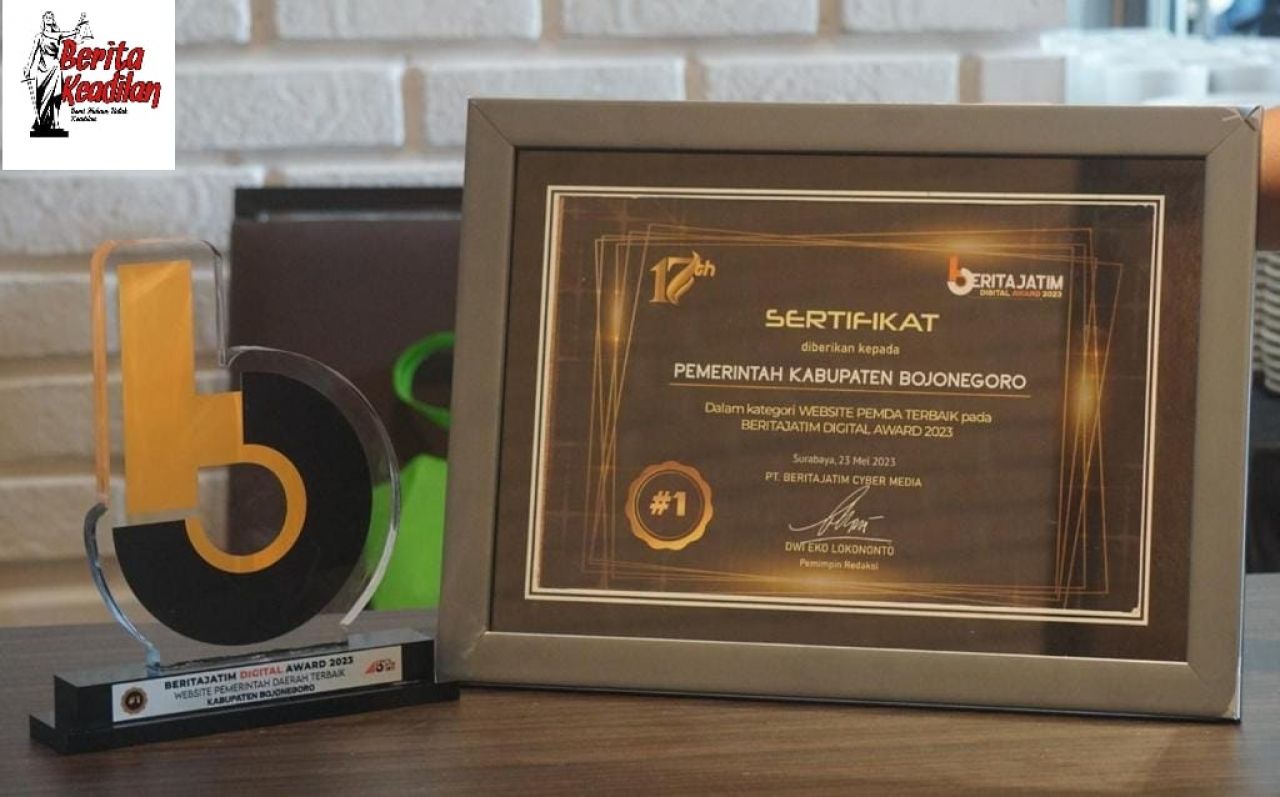 Berita
Keadilan
17th
BERITAJATIM
DIGITAL AWARD 2023
SERTIFIKAT
diberikan kepada
PEMERINTAH KABUPATEN BOJONEGORO
Dalam kategori WEBSITE PEMDA TERBAIK pada
BERITAJATIM DIGITAL AWARD 2023
Surabaya, 23 Mei 2023
PT. BERITAJATIM CYBER MEDIA
#1
DWI EKO LOKONONTO
Pemimpin Redaksi
BERITAJATIM DIGITAL AWARD 2023
WEBSITE PEMERINTAH DAERAH TERBAIK
KABUPATEN BOJONEGORO
#1